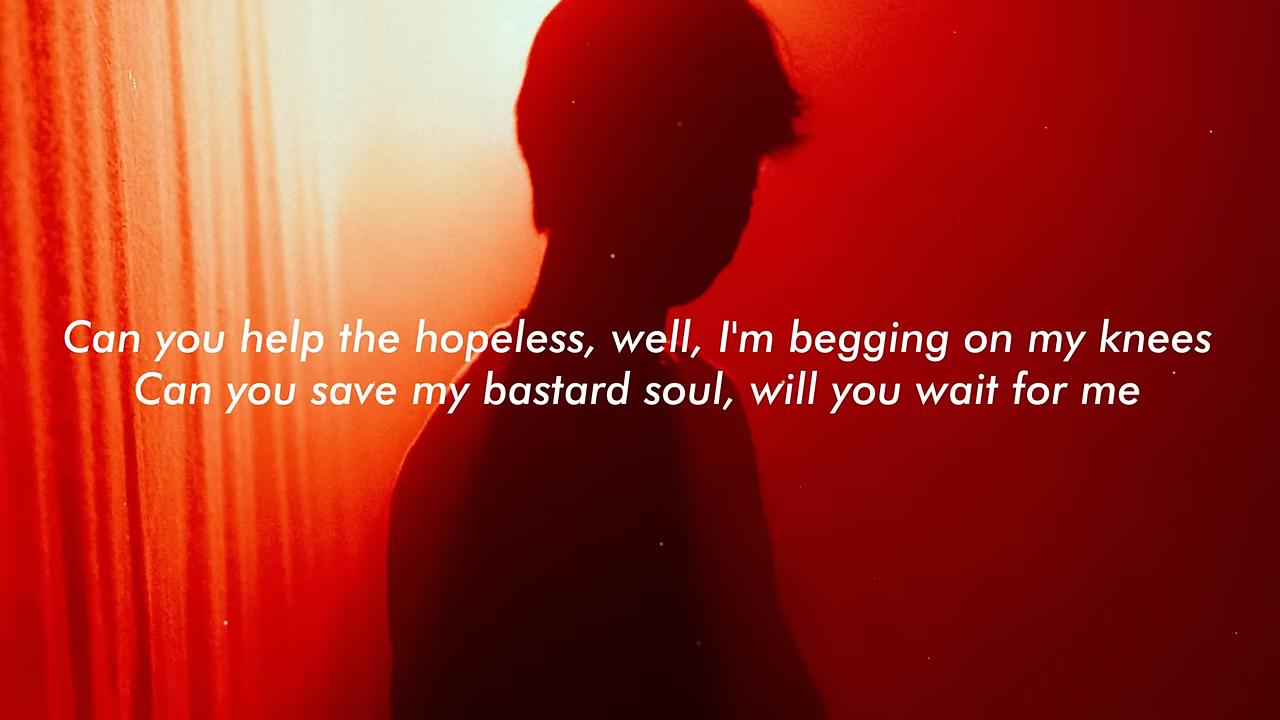 Can you help the hopeless, well, I'm begging on my knees
Can you save my bastard soul, will you wait for me